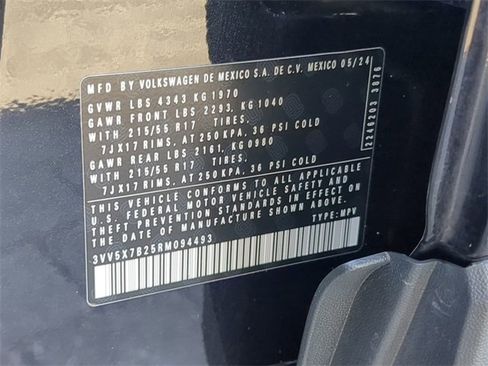 MFD BY VOLKSWAGEN DE MEXICO S.A. DE C.V. MEXICO 05/24
GVWR LBS 4343 KG 1970
GAWR FRONT LBS 2293, KG 1040
WITH 215/55 R17 TIRES.
7JX17 RIMS, AT 250 KPA, 36 PSI COLD
GAWR REAR LBS 2161, KG0980
WITH 215/55 R17 TIRES.
7JX17 RIMS, AT 250 KPA, 36 PSI COLD
THIS VEHICLE CONFORMS TO ALL APPLICABLE
U.S. FEDERAL MOTOR VEHICLE SAFETY AND
THEFT PREVENTION STANDARDS IN EFFECT ON
THE DATE OF MANUFACTURE SHOWN ABOVE.
3VV5X7B25RM094493 TYPE: MPV
2246203 3076